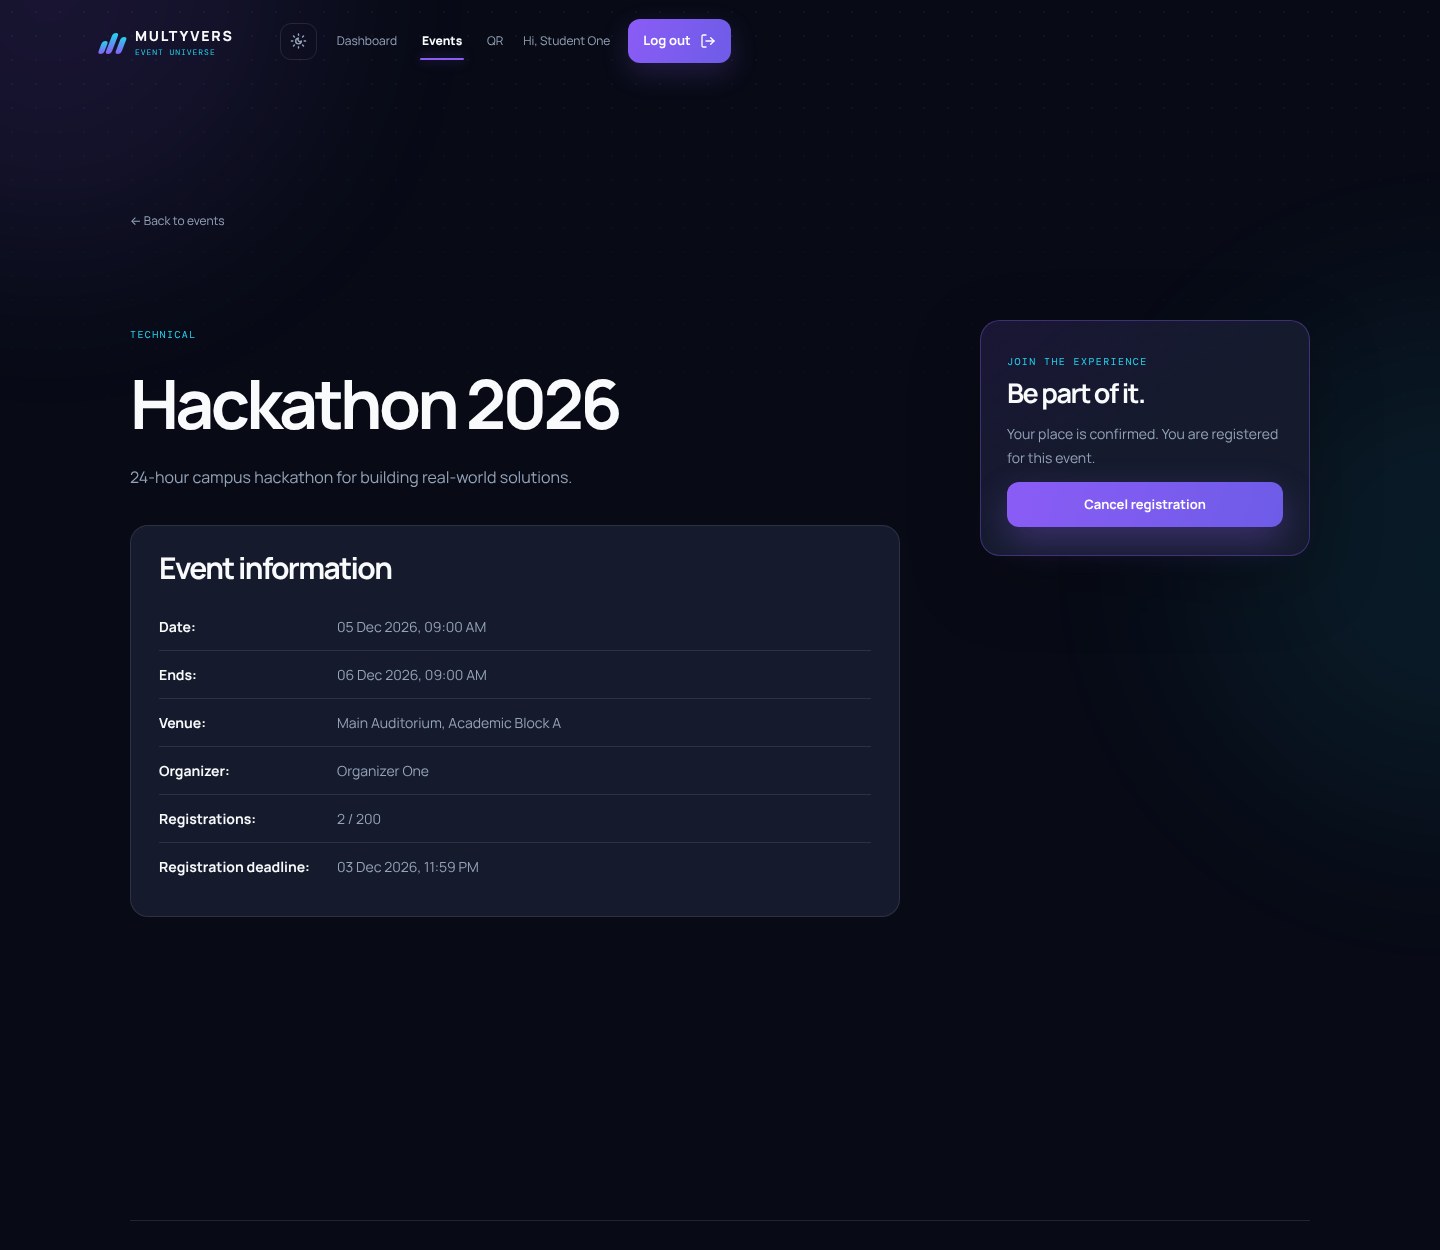 MULTYVERS
EVENT UNIVERSE
Dashboard
Events
QR
Hi, Student One
Log out
← Back to events
TECHNICAL
Hackathon 2026
24-hour campus hackathon for building real-world solutions.
Event information
Date: 05 Dec 2026, 09:00 AM
Ends: 06 Dec 2026, 09:00 AM
Venue: Main Auditorium, Academic Block A
Organizer: Organizer One
Registrations: 2 / 200
Registration deadline: 03 Dec 2026, 11:59 PM
JOIN THE EXPERIENCE
Be part of it.
Your place is confirmed. You are registered
for this event.
Cancel registration